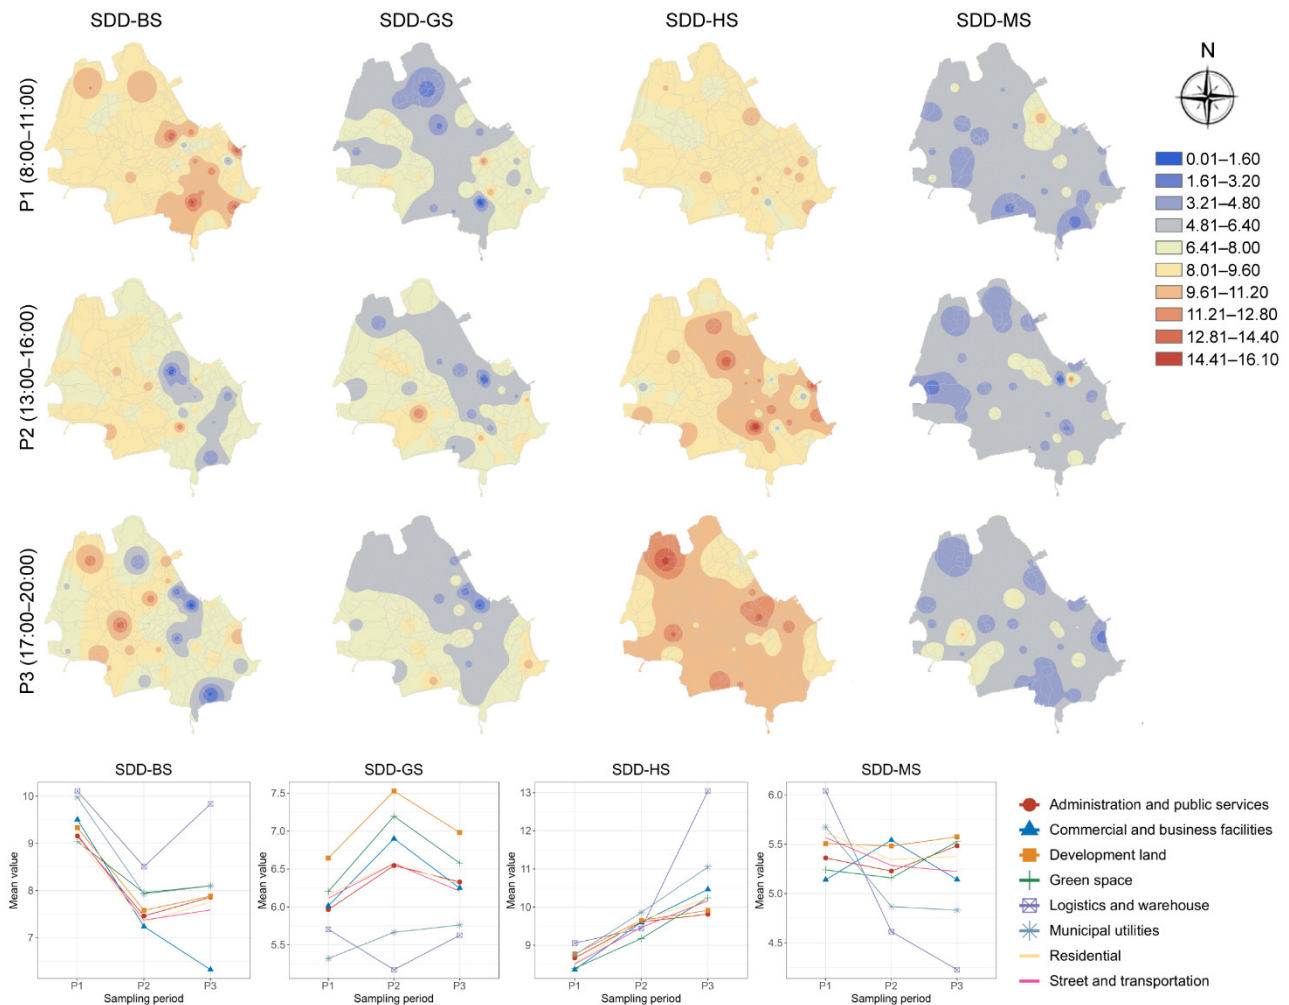 SDD-BS
SDD-GS
SDD-HS
SDD-MS
P1 (8:00–11:00)
N
0.01–1.60
1.61–3.20
3.21–4.80
4.81–6.40
6.41–8.00
8.01–9.60
9.61–11.20
11.21–12.80
12.81–14.40
14.41–16.10
P2 (13:00–16:00)
P3 (17:00–20:00)
SDD-BS
Mean value
10
9
8
7
P1 P2 P3
Sampling period
SDD-GS
Mean value
7.5
7.0
6.5
6.0
5.5
P1 P2 P3
Sampling period
SDD-HS
Mean value
13
12
11
10
9
P1 P2 P3
Sampling period
SDD-MS
Mean value
6.0
5.5
5.0
4.5
P1 P2 P3
Sampling period
Administration and public services
Commercial and business facilities
Development land
Green space
Logistics and warehouse
Municipal utilities
Residential
Street and transportation